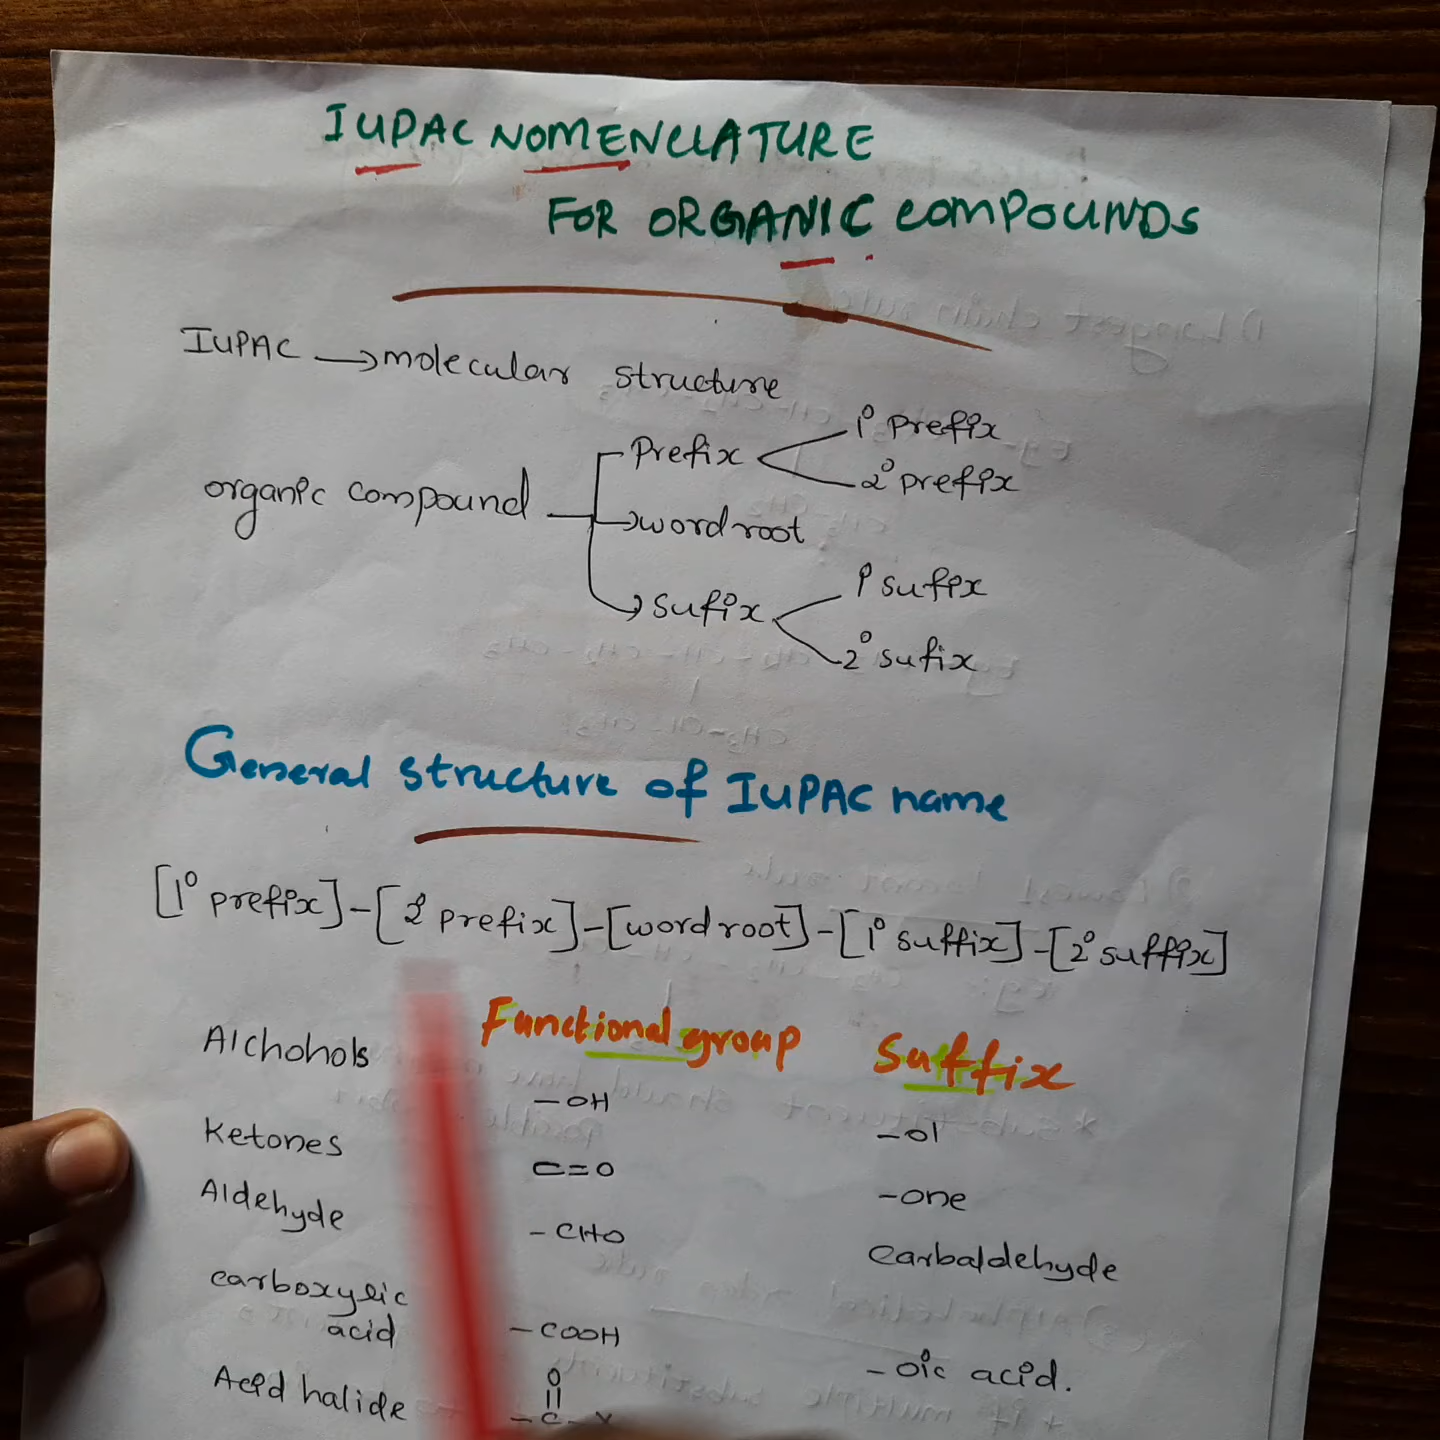 IUPAC NOMENCLATURE
FOR ORGANIC COMPOUNDS
IUPAC → molecular structure
organic compound
Prefix
1° prefix
2° prefix
word root
Sufix
1° sufix
2° sufix
General structure of IUPAC name
[1° prefix] - [2° prefix] - [word root] - [1° suffix] - [2° suffix]
Functional group Suffix
Alchohols -OH -ol
Ketones C=O -one
Aldehyde -CHO Carbaldehyde
carboxylic
acid -COOH -oic acid.
Acid halide
O
||
-C-